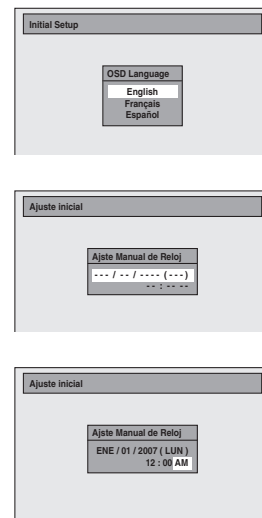 Initial Setup
OSD Language
English
Français
Español
Ajuste inicial
Ajste Manual de Reloj
- - - / - - / - - - - ( - - - )
- - : - - - -
Ajuste inicial
Ajste Manual de Reloj
ENE / 01 / 2007 ( LUN )
12 : 00 AM